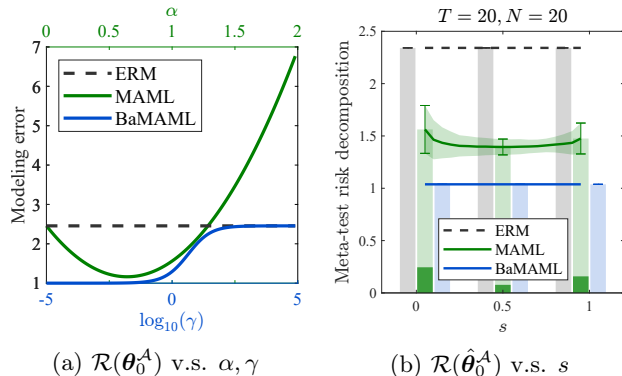 α
0 0.5 1 1.5 2
7
6
5
4
3
2
1
Modeling error
ERM
MAML
BaMAML
-5 0 5
log₁₀(γ)
(a) 𝓡(𝜽₀^𝒜) v.s. α, γ
T = 20, N = 20
2.5
2
1.5
1
0.5
0
Meta-test risk decomposition
ERM
MAML
BaMAML
0 0.5 1
s
(b) 𝓡(𝜽̂₀^𝒜) v.s. s